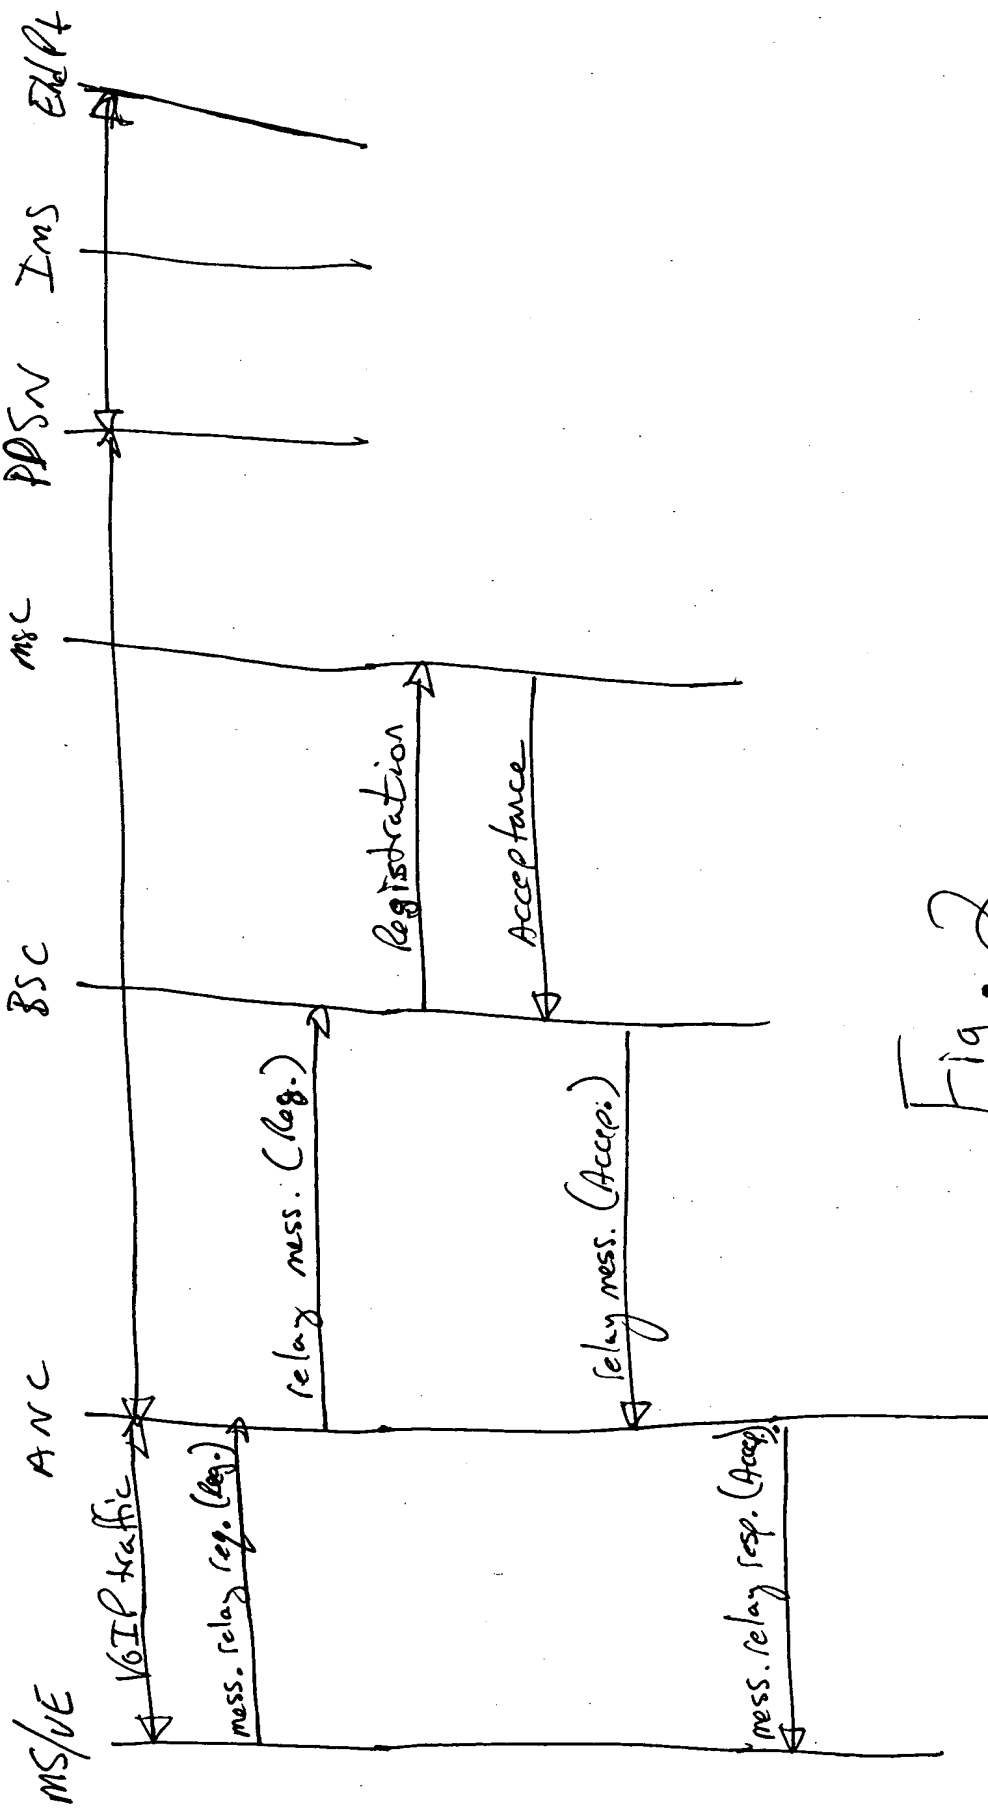 MS/UE
ANC
BSC
MSC
PDSN
IMS
End Pt
VoIP traffic
mess. relay req. (Reg.)
relay mess. (Reg.)
Registration
Acceptance
relay mess. (Accep.)
mess. relay resp. (Accep.)
Fig. 2